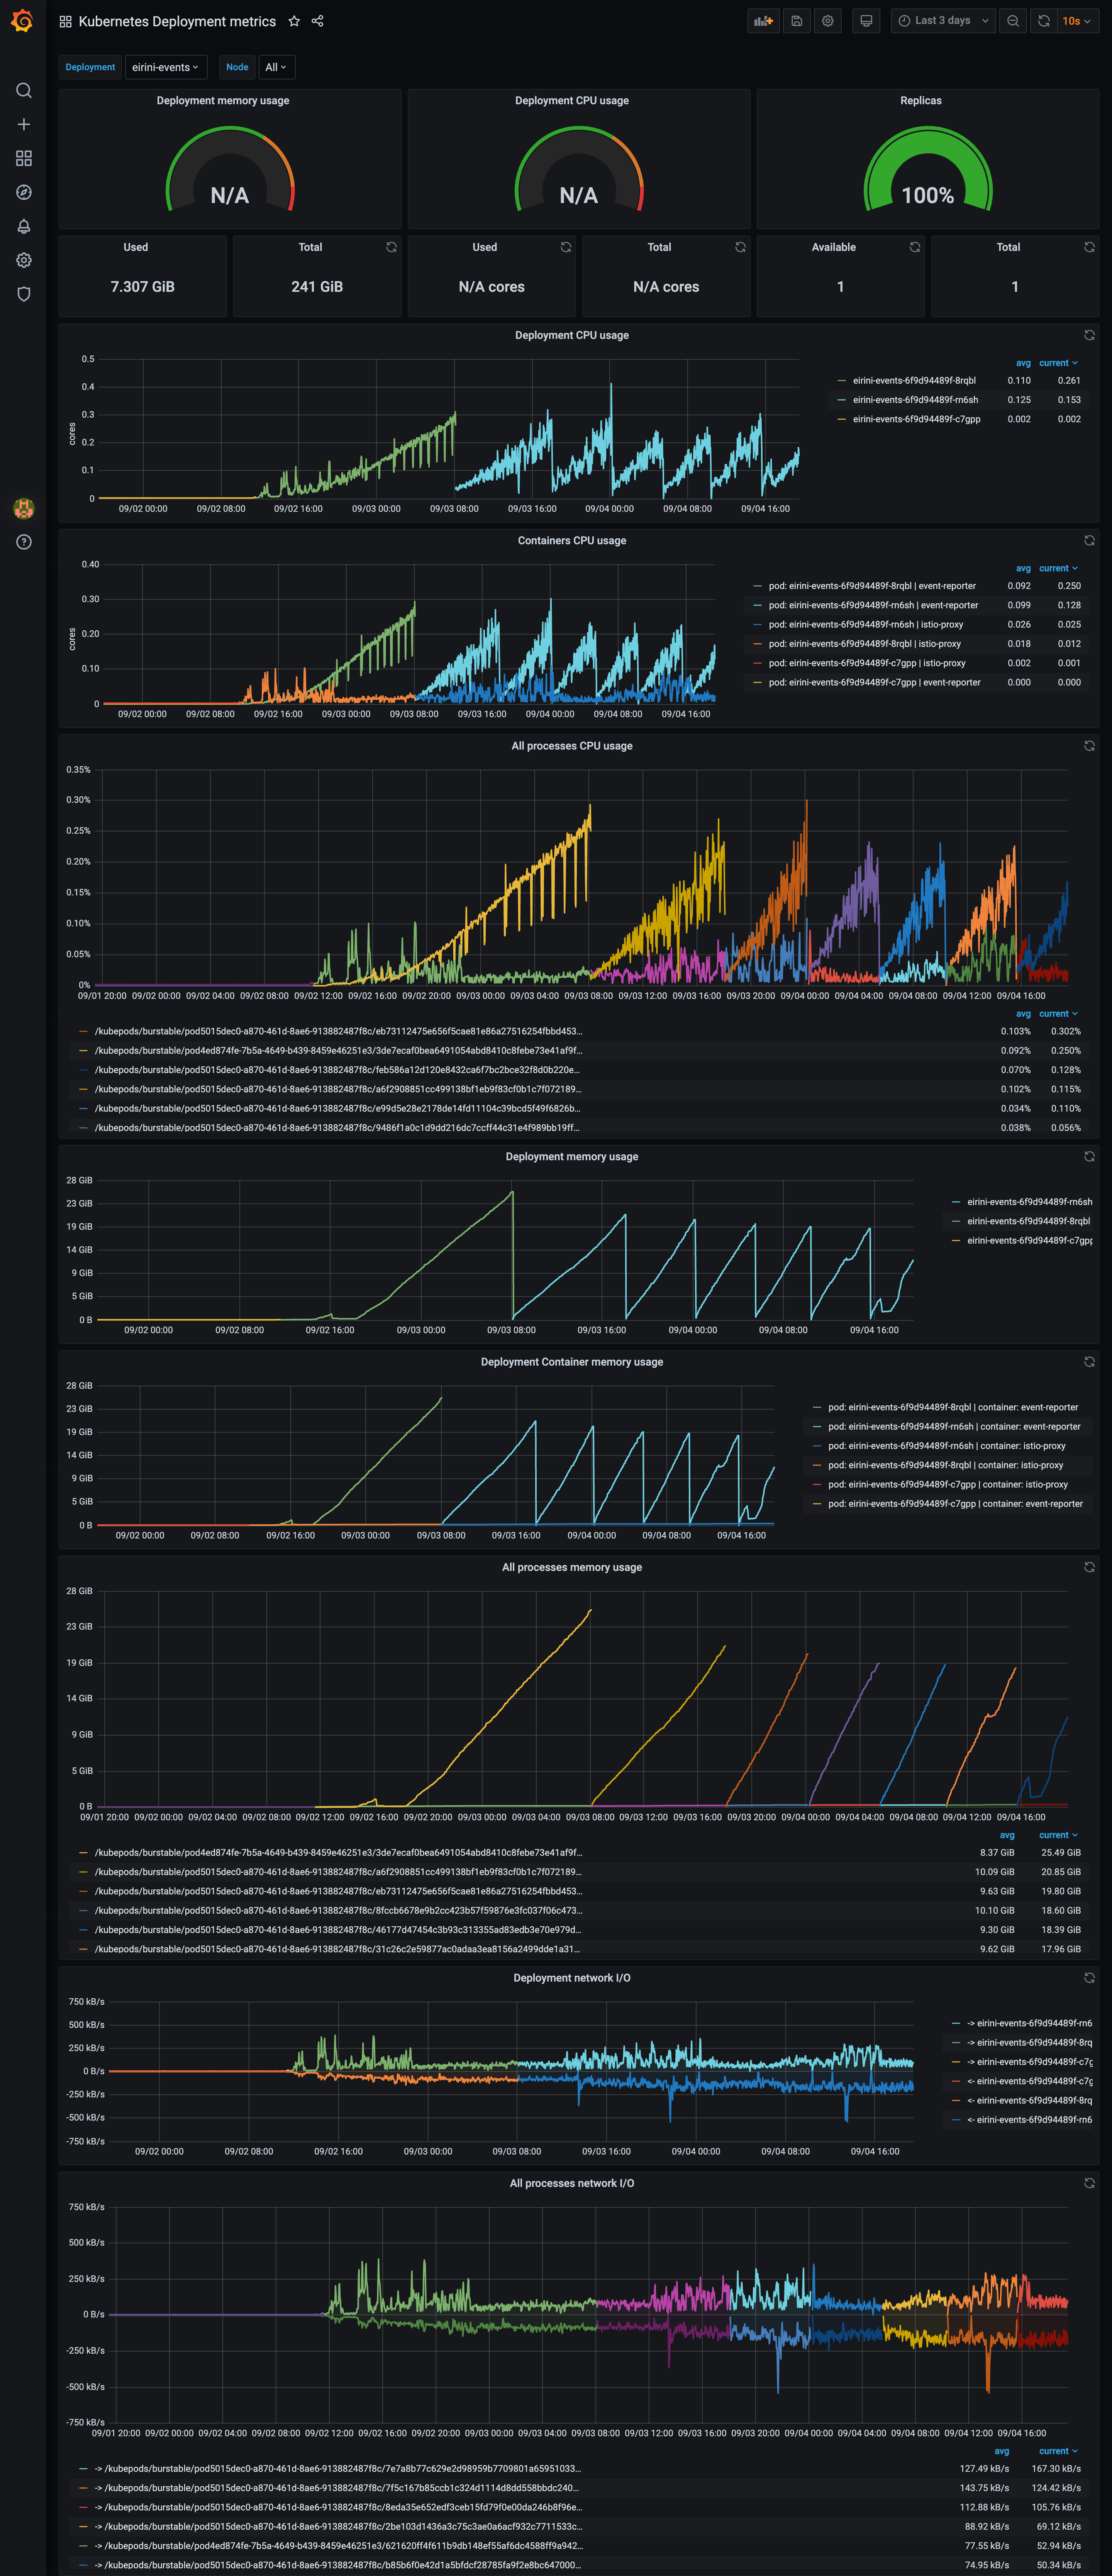 Kubernetes Deployment metrics
Last 3 days
10s
Deployment eirini-events Node All
Deployment memory usage
N/A
Deployment CPU usage
N/A
Replicas
100%
Used
7.307 GiB
Total
241 GiB
Used
N/A cores
Total
N/A cores
Available
1
Total
1
Deployment CPU usage
cores
0.5
0.4
0.3
0.2
0.1
0
09/02 00:00 09/02 08:00 09/02 16:00 09/03 00:00 09/03 08:00 09/03 16:00 09/04 00:00 09/04 08:00 09/04 16:00
avg current
eirini-events-6f9d94489f-8rqbl 0.110 0.261
eirini-events-6f9d94489f-rn6sh 0.125 0.153
eirini-events-6f9d94489f-c7gpp 0.002 0.002
Containers CPU usage
cores
0.40
0.30
0.20
0.10
0
09/02 00:00 09/02 08:00 09/02 16:00 09/03 00:00 09/03 08:00 09/03 16:00 09/04 00:00 09/04 08:00 09/04 16:00
avg current
pod: eirini-events-6f9d94489f-8rqbl | event-reporter 0.092 0.250
pod: eirini-events-6f9d94489f-rn6sh | event-reporter 0.099 0.128
pod: eirini-events-6f9d94489f-rn6sh | istio-proxy 0.026 0.025
pod: eirini-events-6f9d94489f-8rqbl | istio-proxy 0.018 0.012
pod: eirini-events-6f9d94489f-c7gpp | istio-proxy 0.002 0.001
pod: eirini-events-6f9d94489f-c7gpp | event-reporter 0.000 0.000
All processes CPU usage
0.35%
0.30%
0.25%
0.20%
0.15%
0.10%
0.05%
0%
09/01 20:00 09/02 00:00 09/02 04:00 09/02 08:00 09/02 12:00 09/02 16:00 09/02 20:00 09/03 00:00 09/03 04:00 09/03 08:00 09/03 12:00 09/03 16:00 09/03 20:00 09/04 00:00 09/04 04:00 09/04 08:00 09/04 12:00 09/04 16:00
avg current
/kubepods/burstable/pod5015dec0-a870-461d-8ae6-913882487f8c/eb73112475e656f5cae81e86a27516254fbbd453... 0.103% 0.302%
/kubepods/burstable/pod4ed874fe-7b5a-4649-b439-8459e46251e3/3de7ecaf0bea6491054abd8410c8febe73e41af9f... 0.092% 0.250%
/kubepods/burstable/pod5015dec0-a870-461d-8ae6-913882487f8c/feb586a12d120e8432ca6f7bc2bce32f8d0b220e... 0.070% 0.128%
/kubepods/burstable/pod5015dec0-a870-461d-8ae6-913882487f8c/a6f2908851cc499138bf1eb9f83cf0b1c7f072189... 0.102% 0.115%
/kubepods/burstable/pod5015dec0-a870-461d-8ae6-913882487f8c/e99d5e28e2178de14fd11104c39bcd5f49f6826b... 0.034% 0.110%
/kubepods/burstable/pod5015dec0-a870-461d-8ae6-913882487f8c/9486f1a0c1d9dd216dc7ccff44c31e4f989bb19ff... 0.038% 0.056%
Deployment memory usage
28 GiB
23 GiB
19 GiB
14 GiB
9 GiB
5 GiB
0 B
09/02 00:00 09/02 08:00 09/02 16:00 09/03 00:00 09/03 08:00 09/03 16:00 09/04 00:00 09/04 08:00 09/04 16:00
eirini-events-6f9d94489f-rn6sh
eirini-events-6f9d94489f-8rqbl
eirini-events-6f9d94489f-c7gpp
Deployment Container memory usage
28 GiB
23 GiB
19 GiB
14 GiB
9 GiB
5 GiB
0 B
09/02 00:00 09/02 08:00 09/02 16:00 09/03 00:00 09/03 08:00 09/03 16:00 09/04 00:00 09/04 08:00 09/04 16:00
pod: eirini-events-6f9d94489f-8rqbl | container: event-reporter
pod: eirini-events-6f9d94489f-rn6sh | container: event-reporter
pod: eirini-events-6f9d94489f-rn6sh | container: istio-proxy
pod: eirini-events-6f9d94489f-8rqbl | container: istio-proxy
pod: eirini-events-6f9d94489f-c7gpp | container: istio-proxy
pod: eirini-events-6f9d94489f-c7gpp | container: event-reporter
All processes memory usage
28 GiB
23 GiB
19 GiB
14 GiB
9 GiB
5 GiB
0 B
09/01 20:00 09/02 00:00 09/02 04:00 09/02 08:00 09/02 12:00 09/02 16:00 09/02 20:00 09/03 00:00 09/03 04:00 09/03 08:00 09/03 12:00 09/03 16:00 09/03 20:00 09/04 00:00 09/04 04:00 09/04 08:00 09/04 12:00 09/04 16:00
avg current
/kubepods/burstable/pod4ed874fe-7b5a-4649-b439-8459e46251e3/3de7ecaf0bea6491054abd8410c8febe73e41af9f... 8.37 GiB 25.49 GiB
/kubepods/burstable/pod5015dec0-a870-461d-8ae6-913882487f8c/a6f2908851cc499138bf1eb9f83cf0b1c7f072189... 10.09 GiB 20.85 GiB
/kubepods/burstable/pod5015dec0-a870-461d-8ae6-913882487f8c/eb73112475e656f5cae81e86a27516254fbbd453... 9.63 GiB 19.80 GiB
/kubepods/burstable/pod5015dec0-a870-461d-8ae6-913882487f8c/8fccb6678e9b2cc423b57f59876e3fc037f06c473... 10.10 GiB 18.60 GiB
/kubepods/burstable/pod5015dec0-a870-461d-8ae6-913882487f8c/46177d47454c3b93c313355ad83edb3e70e979d... 9.30 GiB 18.39 GiB
/kubepods/burstable/pod5015dec0-a870-461d-8ae6-913882487f8c/31c26c2e59877ac0adaa3ea8156a2499dde1a31... 9.62 GiB 17.96 GiB
Deployment network I/O
750 kB/s
500 kB/s
250 kB/s
0 B/s
-250 kB/s
-500 kB/s
-750 kB/s
09/02 00:00 09/02 08:00 09/02 16:00 09/03 00:00 09/03 08:00 09/03 16:00 09/04 00:00 09/04 08:00 09/04 16:00
-> eirini-events-6f9d94489f-rn6
-> eirini-events-6f9d94489f-8rq
-> eirini-events-6f9d94489f-c7g
<- eirini-events-6f9d94489f-c7g
<- eirini-events-6f9d94489f-8rq
<- eirini-events-6f9d94489f-rn6
All processes network I/O
750 kB/s
500 kB/s
250 kB/s
0 B/s
-250 kB/s
-500 kB/s
-750 kB/s
09/01 20:00 09/02 00:00 09/02 04:00 09/02 08:00 09/02 12:00 09/02 16:00 09/02 20:00 09/03 00:00 09/03 04:00 09/03 08:00 09/03 12:00 09/03 16:00 09/03 20:00 09/04 00:00 09/04 04:00 09/04 08:00 09/04 12:00 09/04 16:00
avg current
-> /kubepods/burstable/pod5015dec0-a870-461d-8ae6-913882487f8c/7e7a8b77c629e2d98959b7709801a65951033... 127.49 kB/s 167.30 kB/s
-> /kubepods/burstable/pod5015dec0-a870-461d-8ae6-913882487f8c/7f5c167b85ccb1c324d1114d8dd558bbdc240... 143.75 kB/s 124.42 kB/s
-> /kubepods/burstable/pod5015dec0-a870-461d-8ae6-913882487f8c/8eda35e652edf3ceb15fd79f0e00da246b8f96e... 112.88 kB/s 105.76 kB/s
-> /kubepods/burstable/pod5015dec0-a870-461d-8ae6-913882487f8c/2be103d1436a3c75c3ae0a6acf932c7711533c... 88.92 kB/s 69.12 kB/s
-> /kubepods/burstable/pod4ed874fe-7b5a-4649-b439-8459e46251e3/621620ff4f611b9db148ef55af6dc4588ff9a942... 77.55 kB/s 52.94 kB/s
-> /kubepods/burstable/pod5015dec0-a870-461d-8ae6-913882487f8c/b85b6f0e42d1a5bfdcf28785fa9f2e8bc647000... 74.95 kB/s 50.34 kB/s